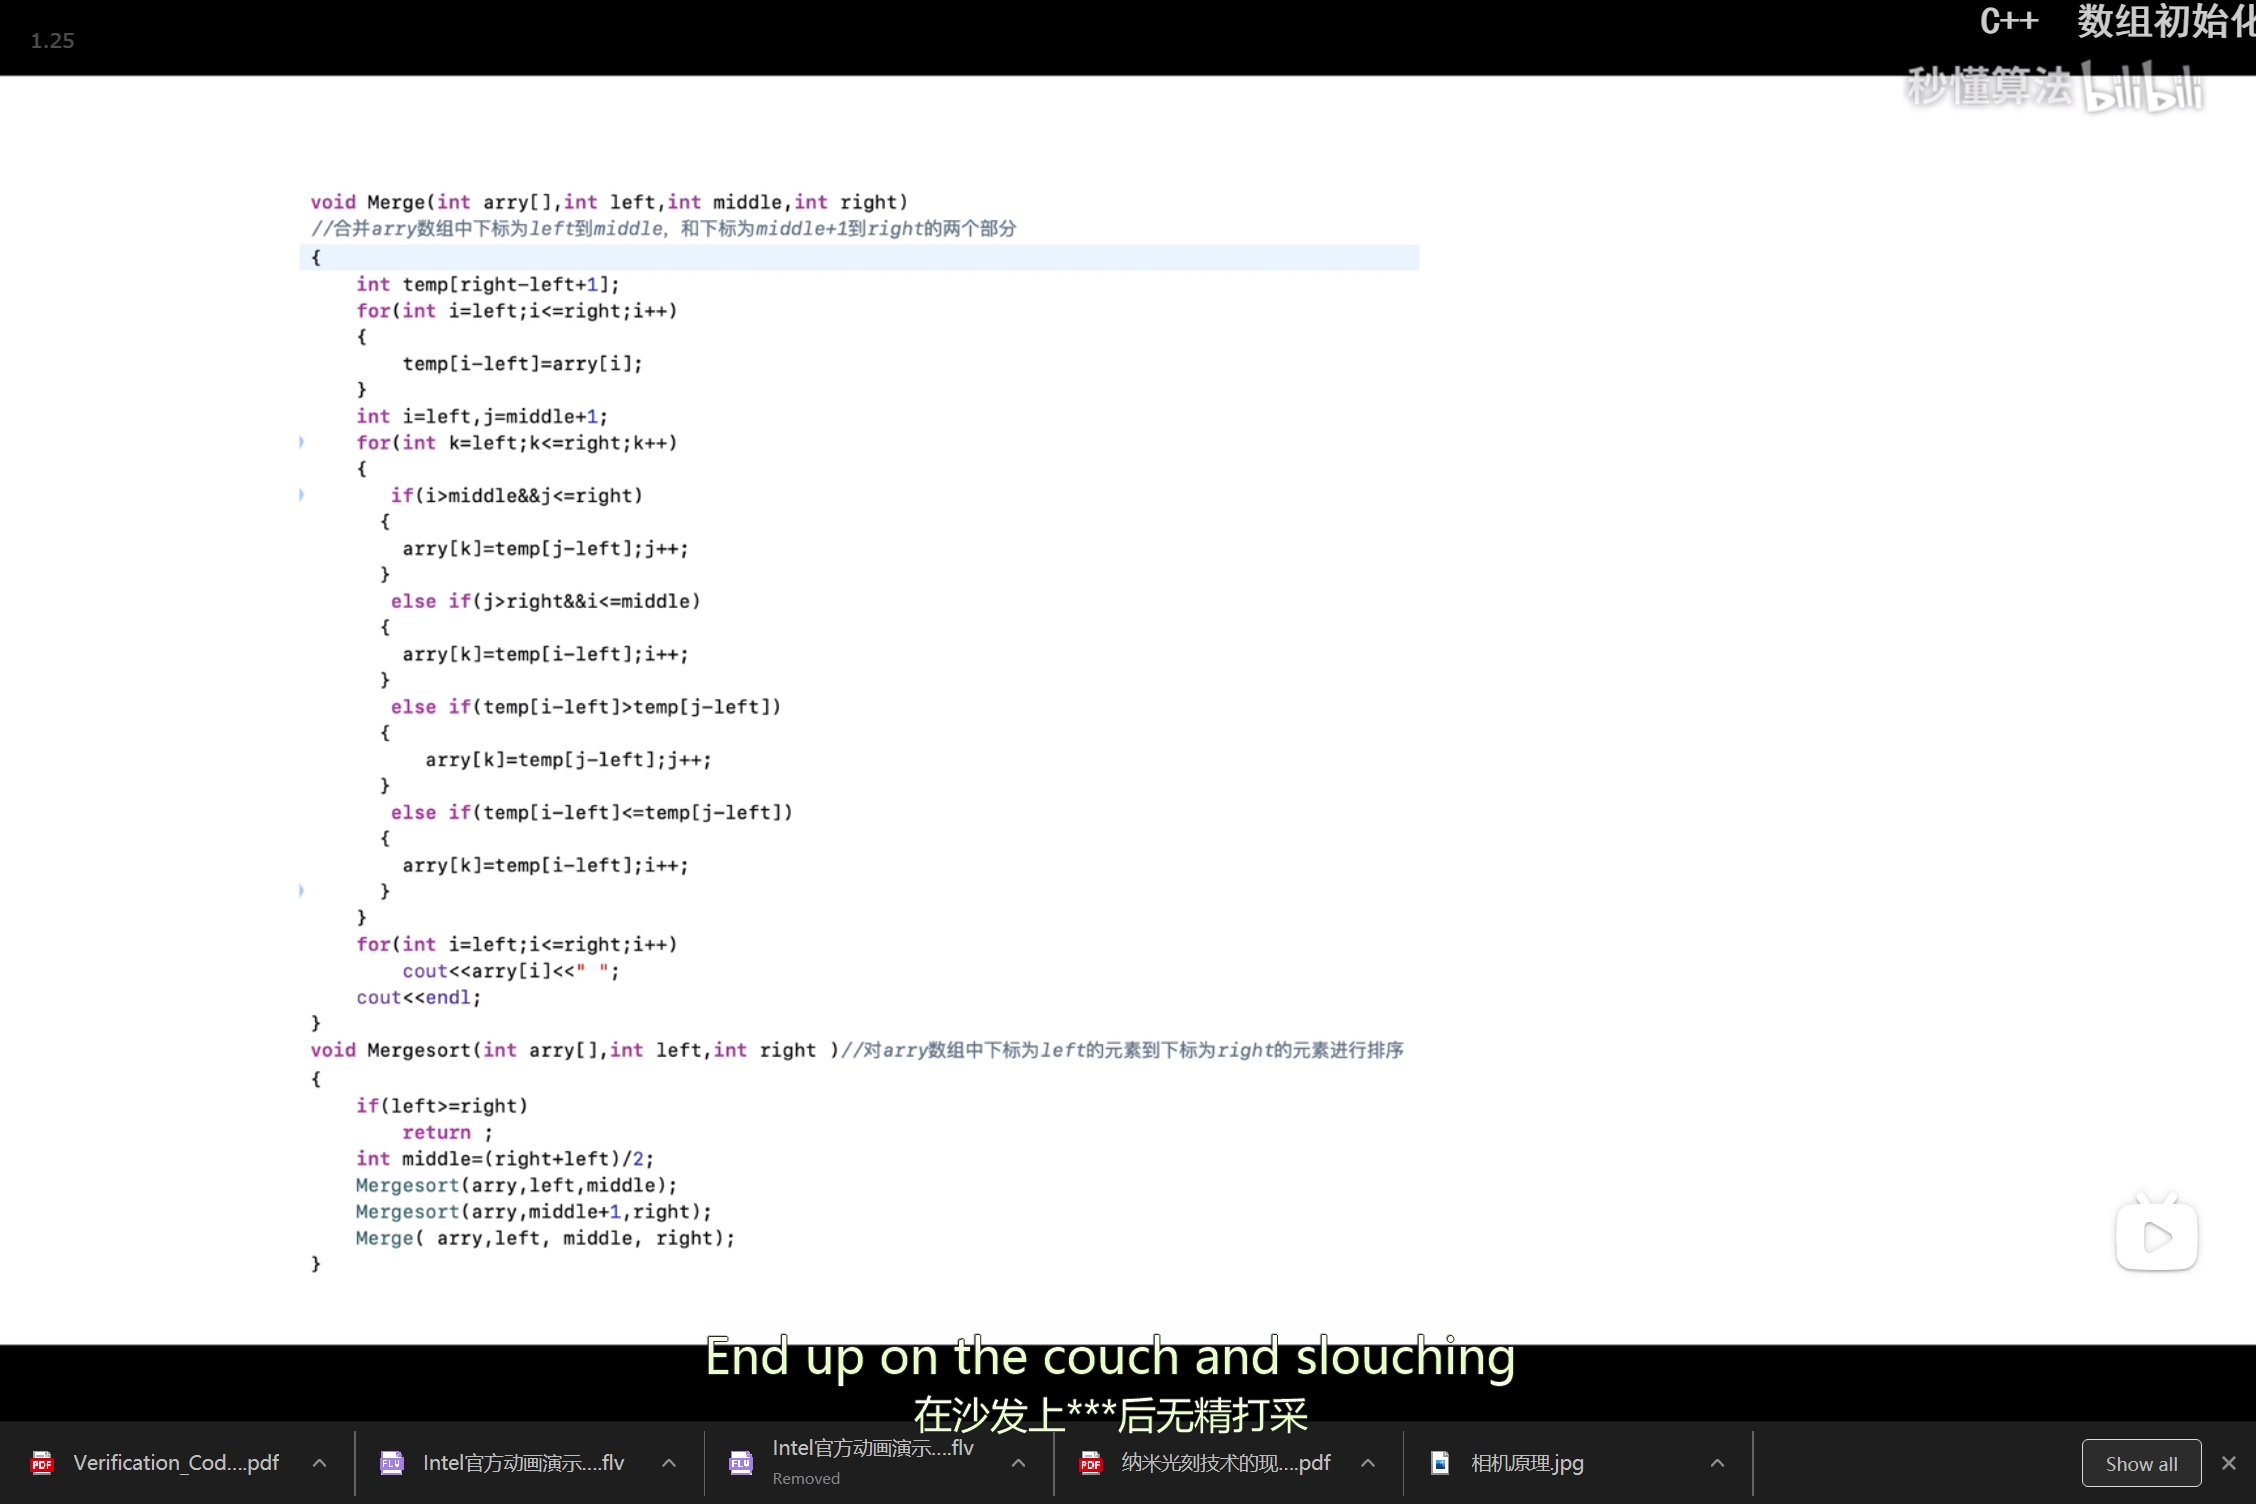 1.25
C++ 数组初始化
秒懂算法 bilibili
void Merge(int arry[],int left,int middle,int right)
//合并arry数组中下标为left到middle，和下标为middle+1到right的两个部分
{
int temp[right-left+1];
for(int i=left;i<=right;i++)
{
temp[i-left]=arry[i];
}
int i=left,j=middle+1;
for(int k=left;k<=right;k++)
{
if(i>middle&&j<=right)
{
arry[k]=temp[j-left];j++;
}
else if(j>right&&i<=middle)
{
arry[k]=temp[i-left];i++;
}
else if(temp[i-left]>temp[j-left])
{
arry[k]=temp[j-left];j++;
}
else if(temp[i-left]<=temp[j-left])
{
arry[k]=temp[i-left];i++;
}
}
for(int i=left;i<=right;i++)
cout<<arry[i]<<" ";
cout<<endl;
}
void Mergesort(int arry[],int left,int right )//对arry数组中下标为left的元素到下标为right的元素进行排序
{
if(left>=right)
return ;
int middle=(right+left)/2;
Mergesort(arry,left,middle);
Mergesort(arry,middle+1,right);
Merge( arry,left, middle, right);
}
End up on the couch and slouching
在沙发上***后无精打采
PDF Verification_Cod....pdf
FLV Intel官方动画演示....flv
FLV Intel官方动画演示....flv
Removed
PDF 纳米光刻技术的现....pdf
相机原理.jpg
Show all